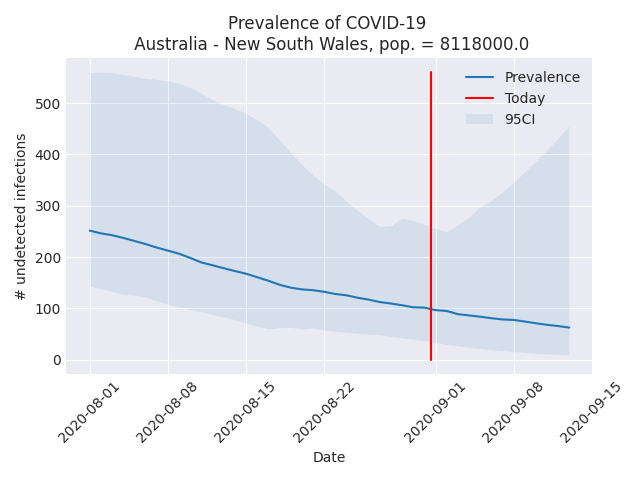 Prevalence of COVID-19
Australia - New South Wales, pop. = 8118000.0
Prevalence
Today
95CI
# undetected infections
500
400
300
200
100
0
2020-08-01
2020-08-08
2020-08-15
2020-08-22
2020-09-01
2020-09-08
2020-09-15
Date